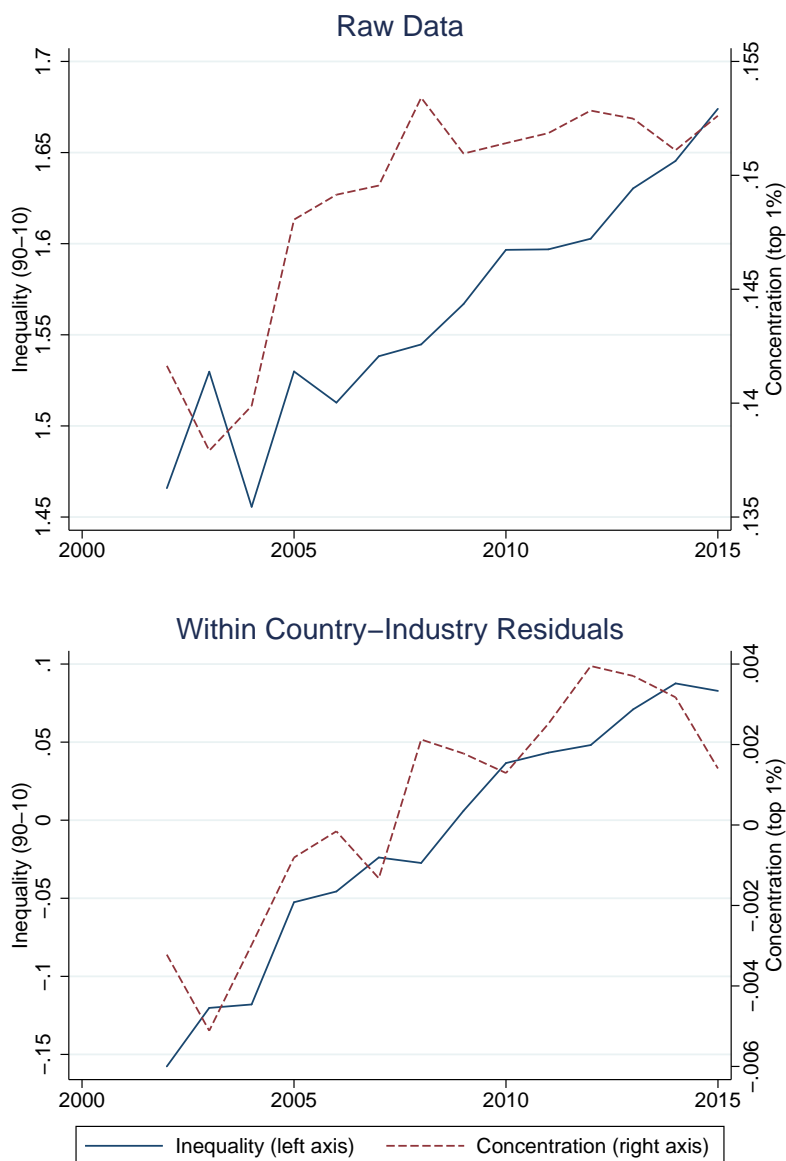 Raw Data
1.7
1.65
1.6
1.55
1.5
1.45
Inequality (90−10)
.155
.15
.145
.14
.135
Concentration (top 1%)
2000 2005 2010 2015
Within Country−Industry Residuals
.1
.05
0
−.05
−.1
−.15
Inequality (90−10)
.004
.002
0
−.002
−.004
−.006
Concentration (top 1%)
2000 2005 2010 2015
Inequality (left axis) Concentration (right axis)